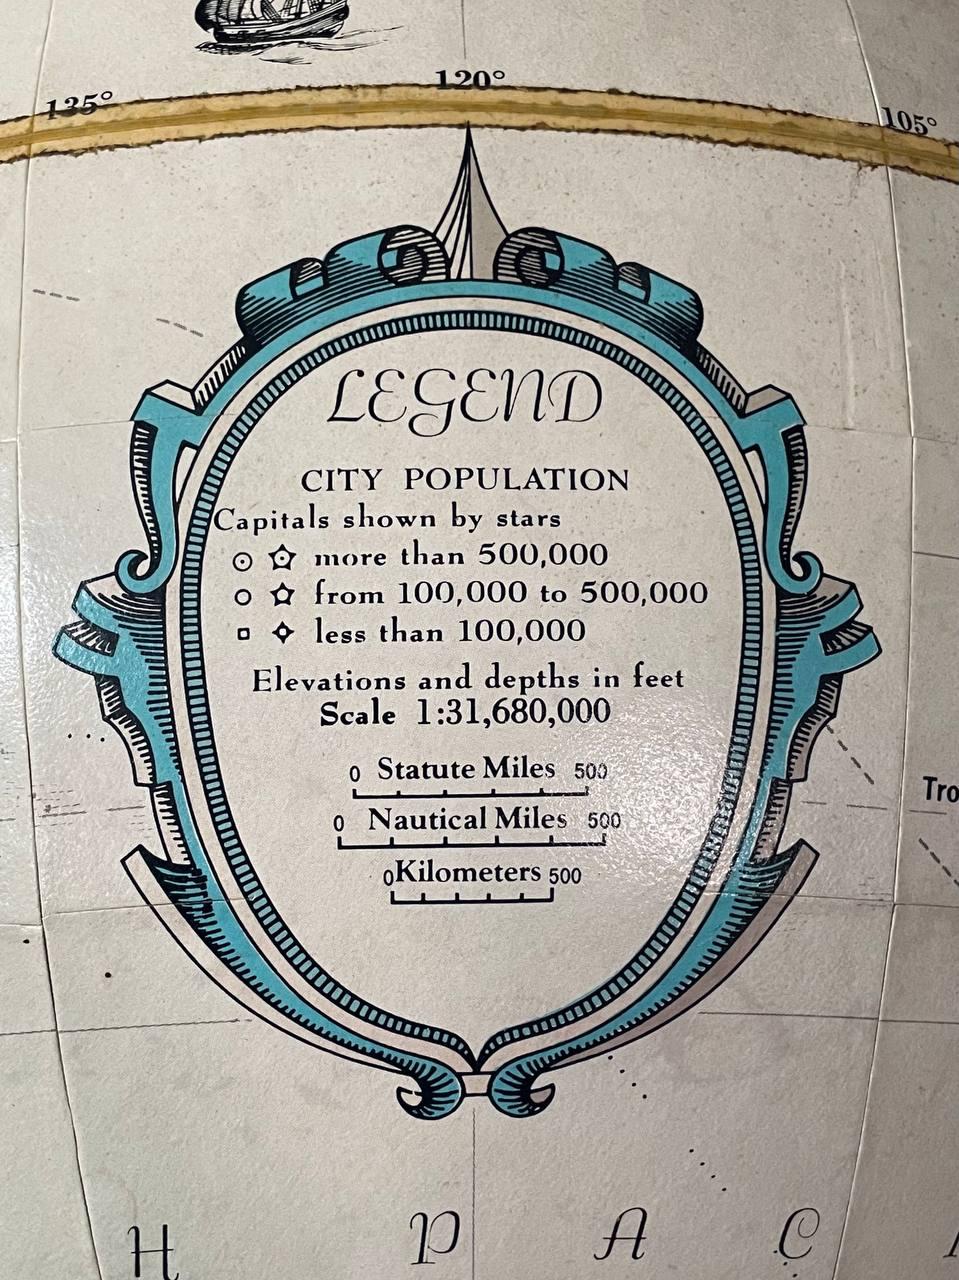 135° 120° 105°
LEGEND
CITY POPULATION
Capitals shown by stars
more than 500,000
from 100,000 to 500,000
less than 100,000
Elevations and depths in feet
Scale 1:31,680,000
0 Statute Miles 500
0 Nautical Miles 500
0 Kilometers 500
Tro
H P A C